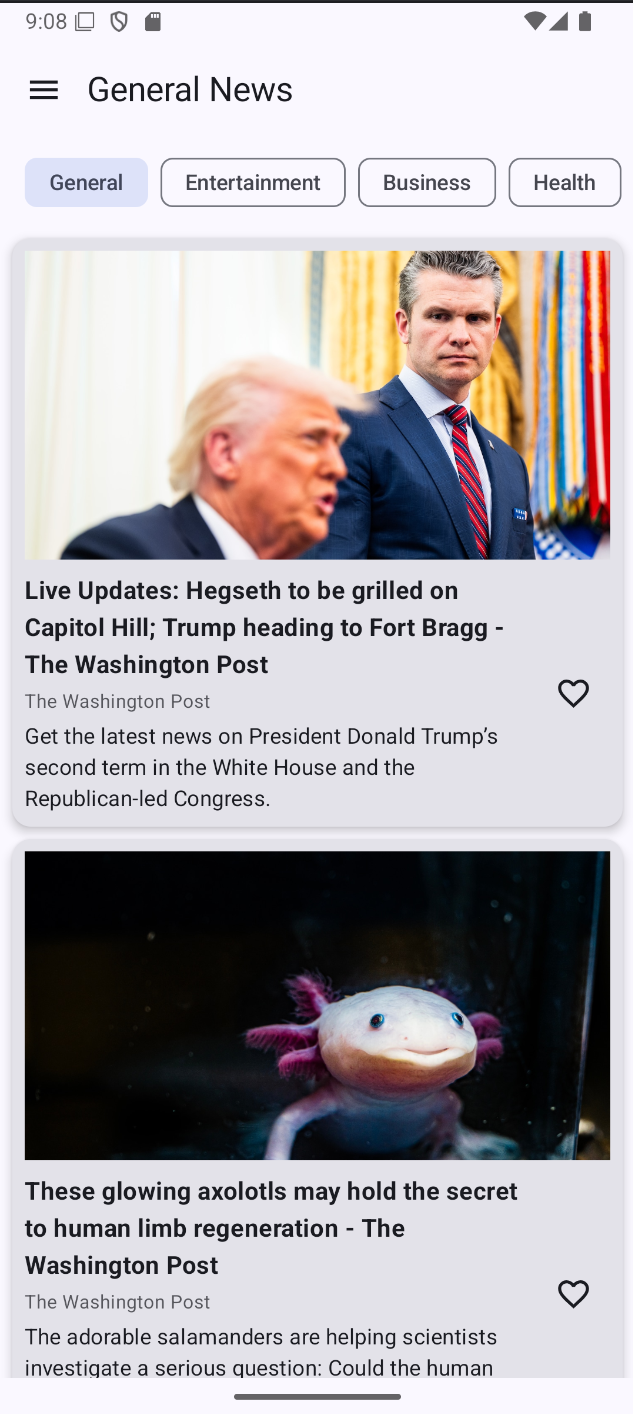 9:08
General News
General
Entertainment
Business
Health
Live Updates: Hegseth to be grilled on
Capitol Hill; Trump heading to Fort Bragg -
The Washington Post
The Washington Post
Get the latest news on President Donald Trump’s
second term in the White House and the
Republican-led Congress.
These glowing axolotls may hold the secret
to human limb regeneration - The
Washington Post
The Washington Post
The adorable salamanders are helping scientists
investigate a serious question: Could the human